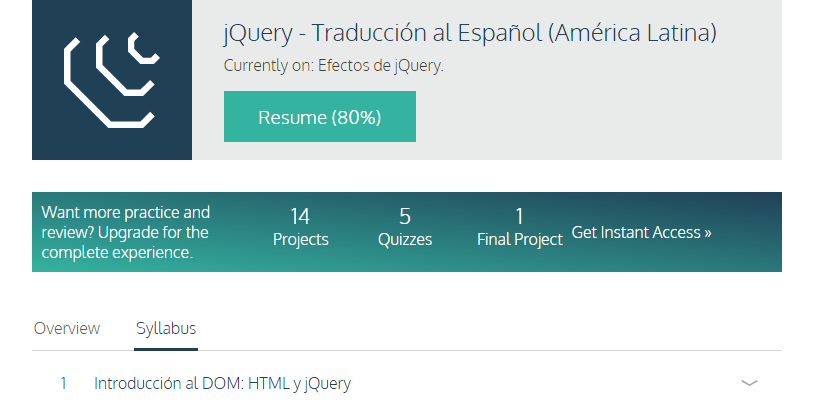 jQuery - Traducción al Español (América Latina)
Currently on: Efectos de jQuery.
Resume (80%)
Want more practice and
review? Upgrade for the
complete experience.
14
Projects
5
Quizzes
1
Final Project
Get Instant Access »
Overview
Syllabus
1 Introducción al DOM: HTML y jQuery